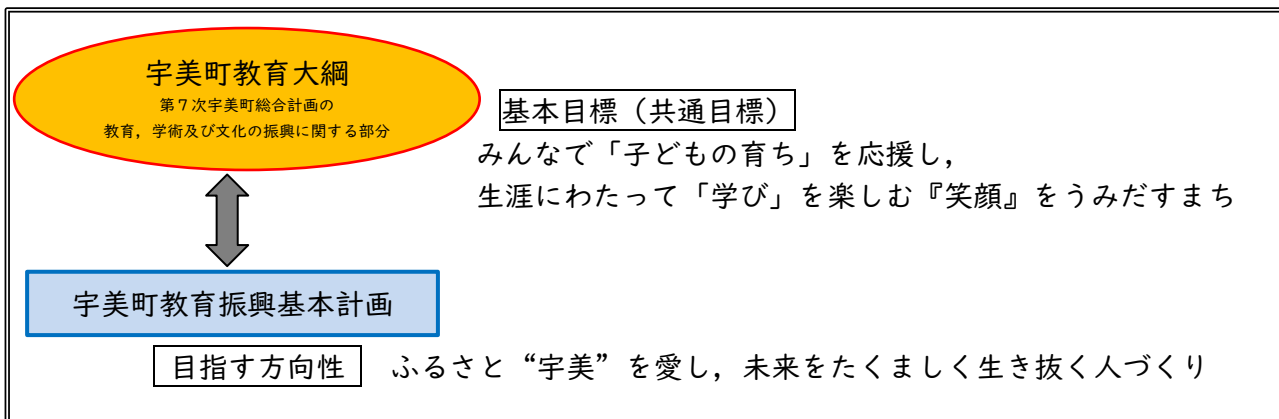 宇美町教育大綱
第7次宇美町総合計画の
教育，学術及び文化の振興に関する部分
基本目標（共通目標）
みんなで「子どもの育ち」を応援し，
生涯にわたって「学び」を楽しむ『笑顔』をうみだすまち
宇美町教育振興基本計画
目指す方向性　ふるさと“宇美”を愛し，未来をたくましく生き抜く人づくり